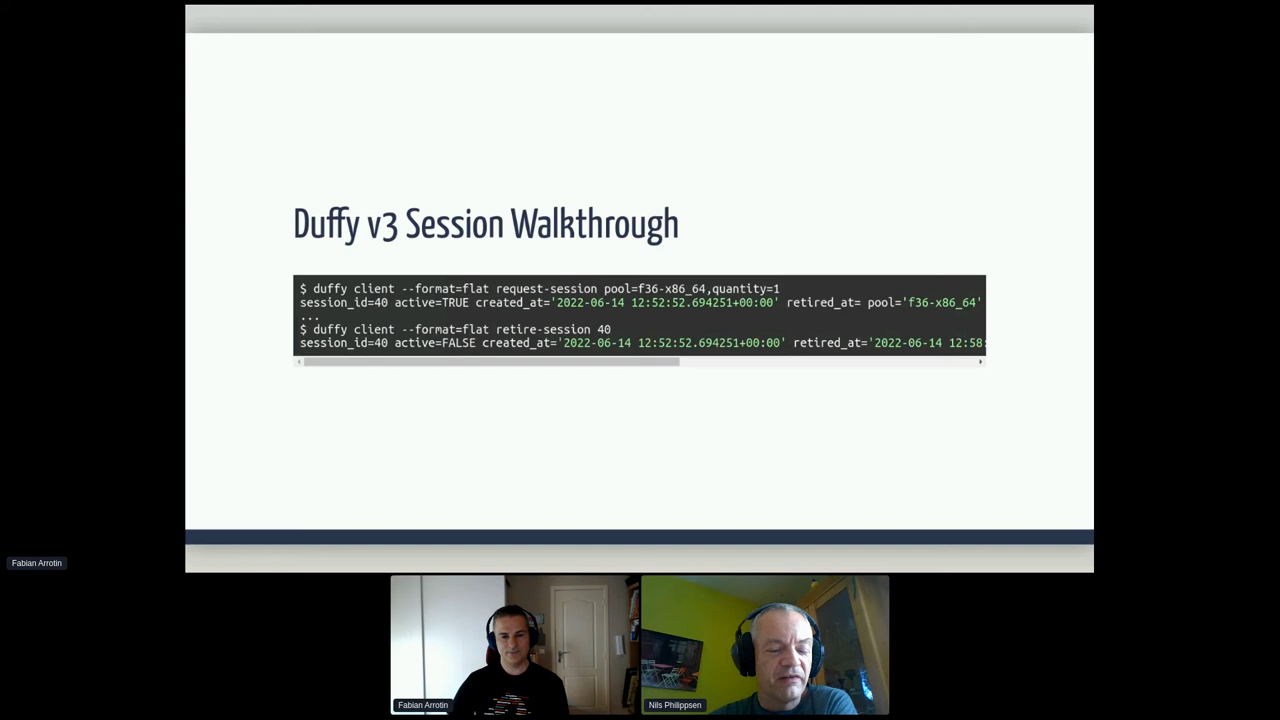 Duffy v3 Session Walkthrough
$ duffy client --format=flat request-session pool=f36-x86_64,quantity=1
session_id=40 active=TRUE created_at='2022-06-14 12:52:52.694251+00:00' retired_at= pool='f36-x86_64'
...
$ duffy client --format=flat retire-session 40
session_id=40 active=FALSE created_at='2022-06-14 12:52:52.694251+00:00' retired_at='2022-06-14 12:58:
Fabian Arrotin
Fabian Arrotin
Nils Philippsen